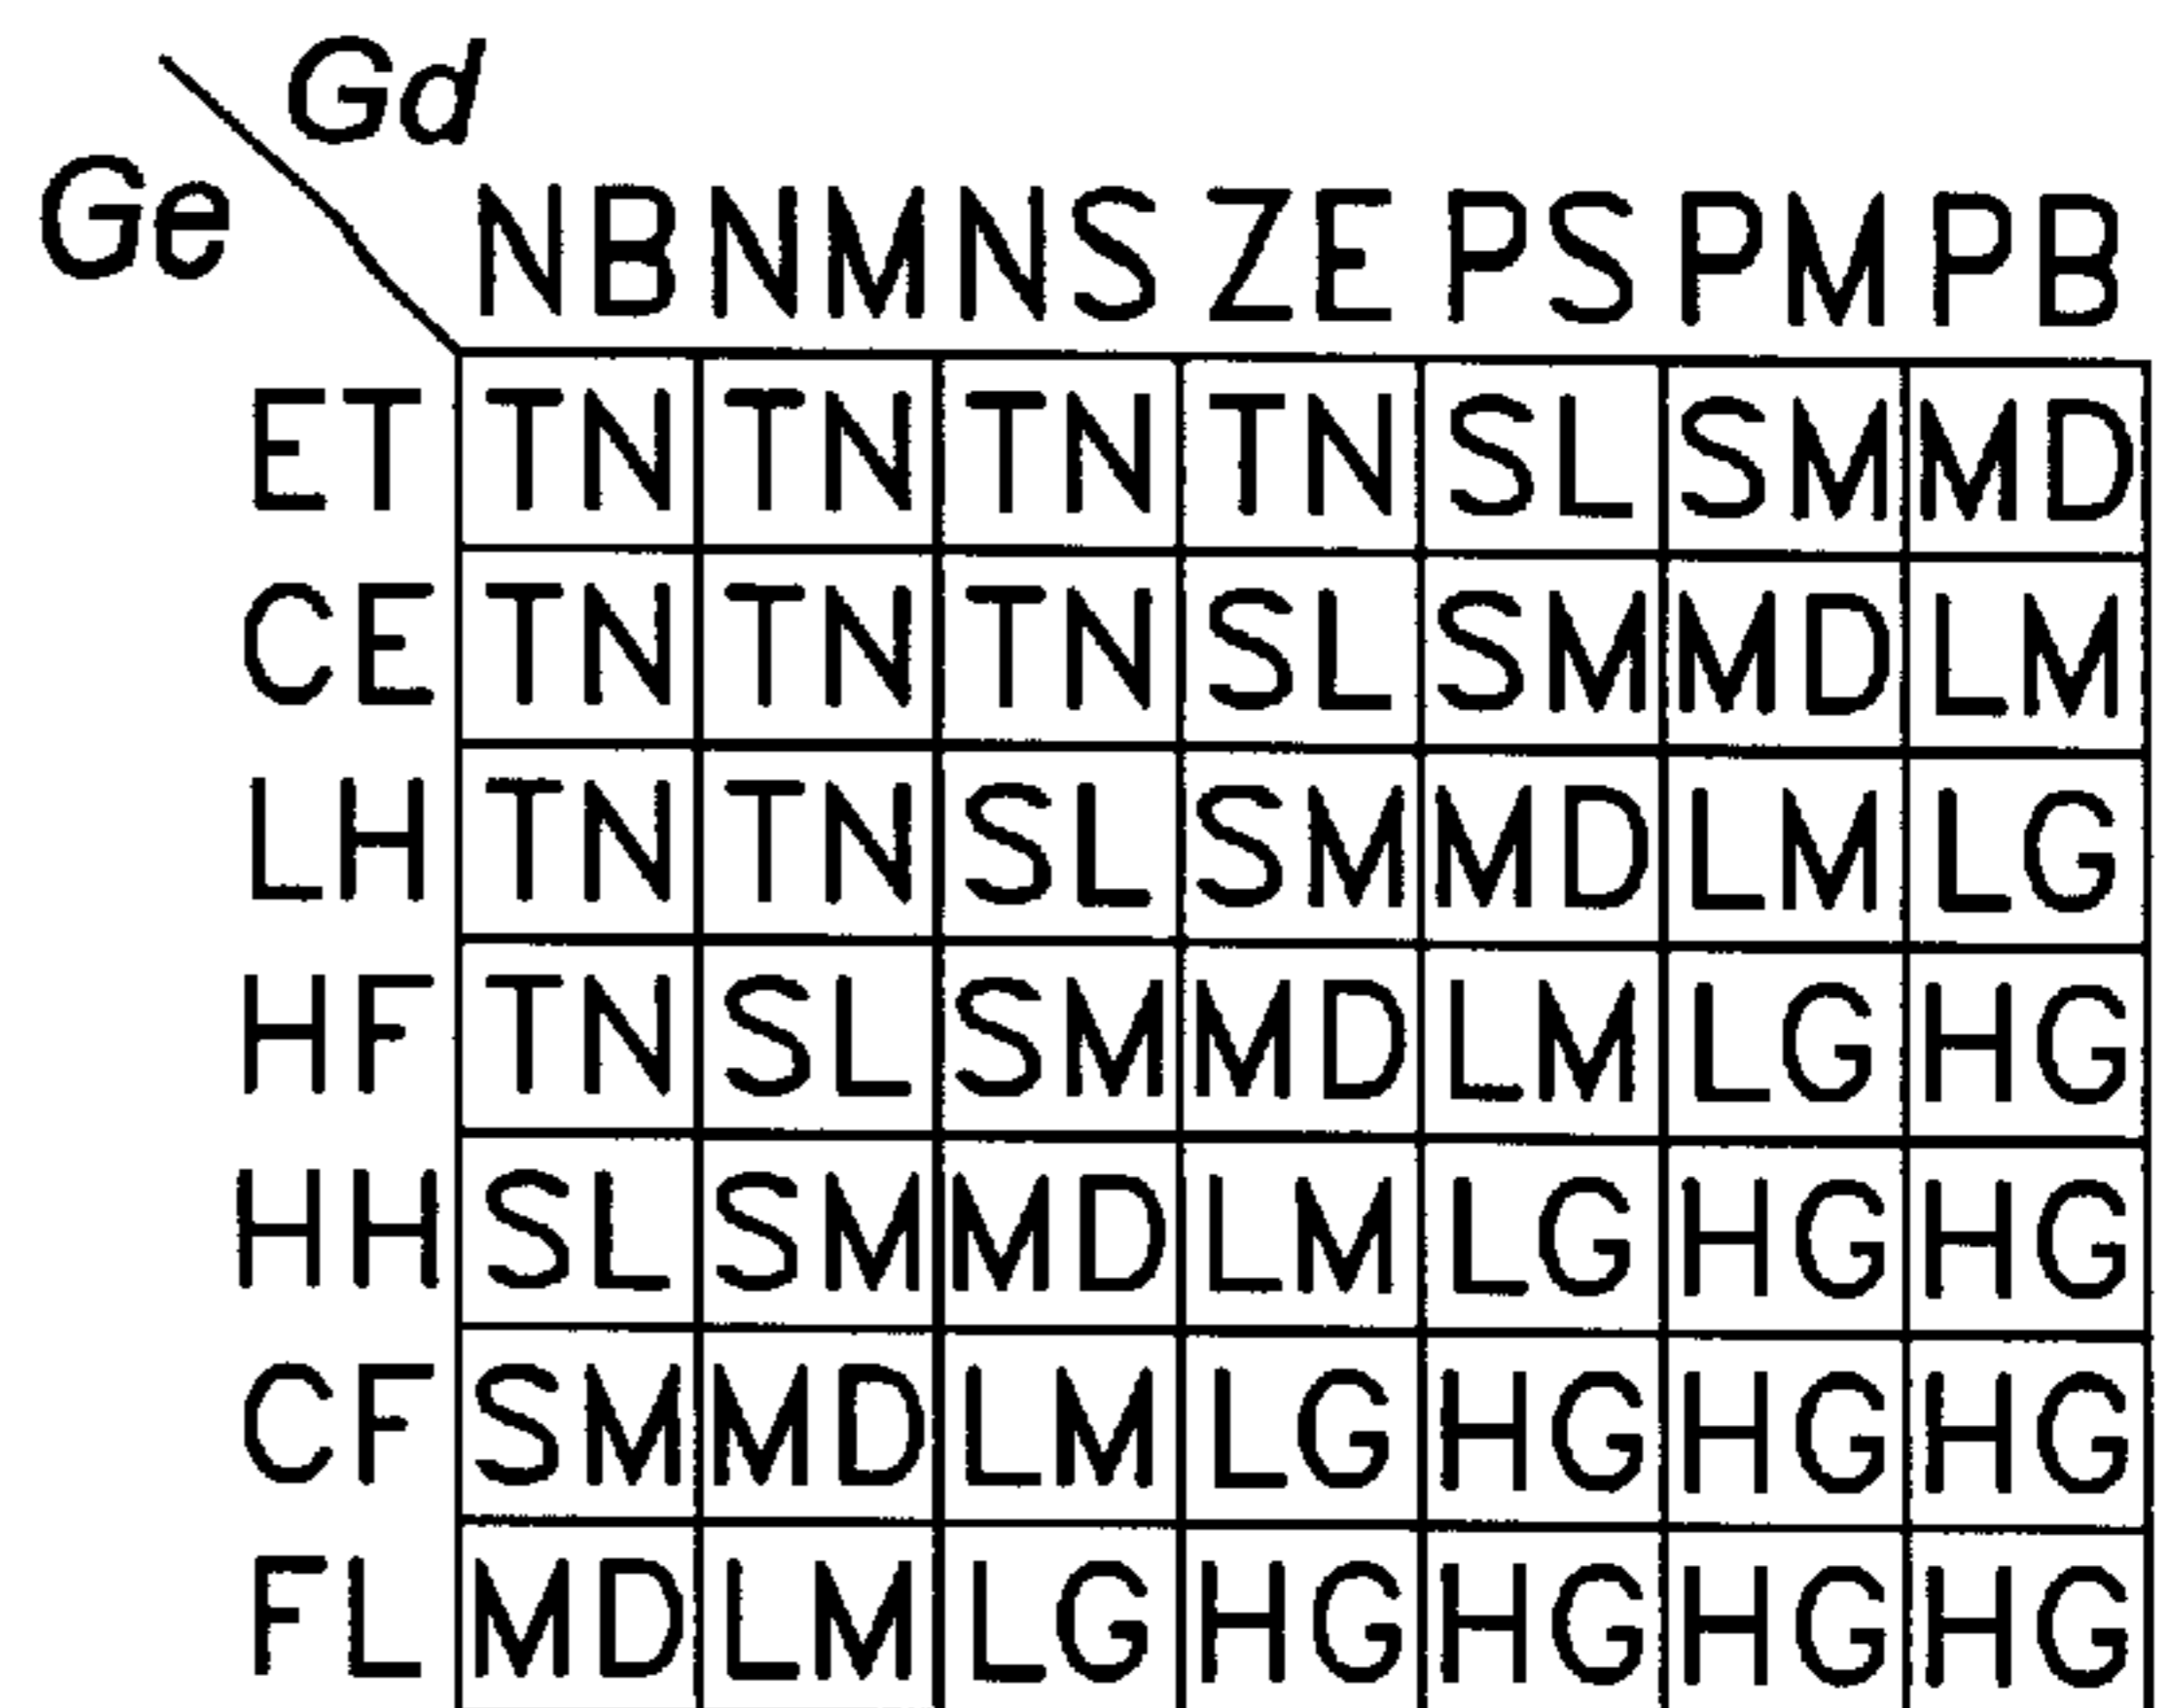 Gd
Ge
NB NM NS ZE PS PM PB
ET TN TN TN TN SL SM MD
CE TN TN TN SL SM MD LM
LH TN TN SL SM MD LM LG
HF TN SL SM MD LM LG HG
HH SL SM MD LM LG HG HG
CF SM MD LM LG HG HG HG
FL MD LM LG HG HG HG HG